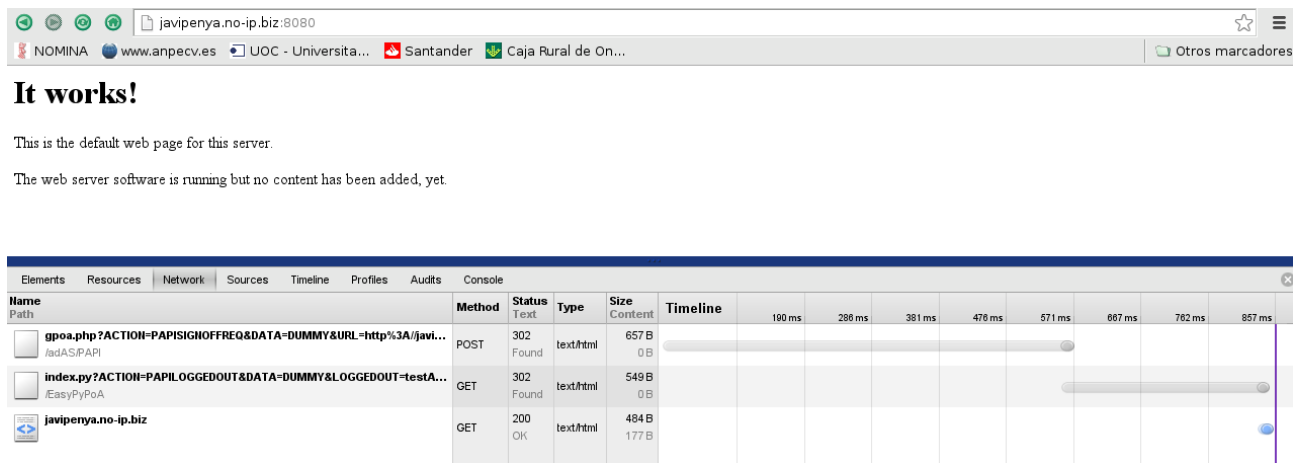 javipenya.no-ip.biz:8080
NOMINA www.anpecv.es UOC - Universita... Santander Caja Rural de On... Otros marcadores
It works!
This is the default web page for this server.
The web server software is running but no content has been added, yet.
Elements Resources Network Sources Timeline Profiles Audits Console
Name Method Status Type Size Timeline 190 ms 286 ms 381 ms 476 ms 571 ms 667 ms 762 ms 857 ms
Path Text Content
gpoa.php?ACTION=PAPISIGNOFFREQ&DATA=DUMMY&URL=http%3A//javi... POST 302 text/html 657 B
/adAS/PAPI Found 0 B
index.py?ACTION=PAPILOGGEDOUT&DATA=DUMMY&LOGGEDOUT=testA... GET 302 text/html 549 B
/EasyPyPoA Found 0 B
javipenya.no-ip.biz GET 200 text/html 484 B
OK 177 B